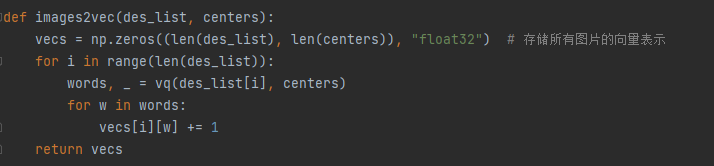 def images2vec(des_list, centers):
    vecs = np.zeros((len(des_list), len(centers)), "float32")  # 存储所有图片的向量表示
    for i in range(len(des_list)):
        words, _ = vq(des_list[i], centers)
        for w in words:
            vecs[i][w] += 1
    return vecs